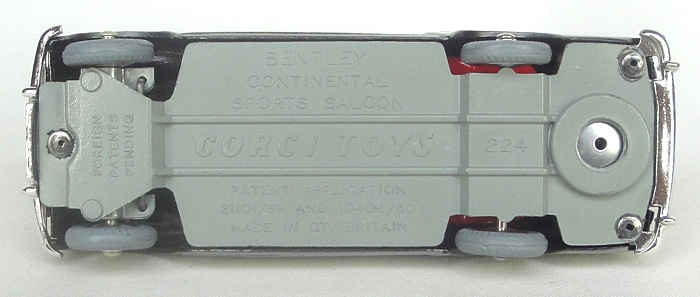 BENTLEY
CONTINENTAL
SPORTS SALOON
FOREIGN
PATENTS
PENDING
CORGI TOYS
224
PATENT APPLICATION
21101/59 AND 10406/60
MADE IN GT. BRITAIN